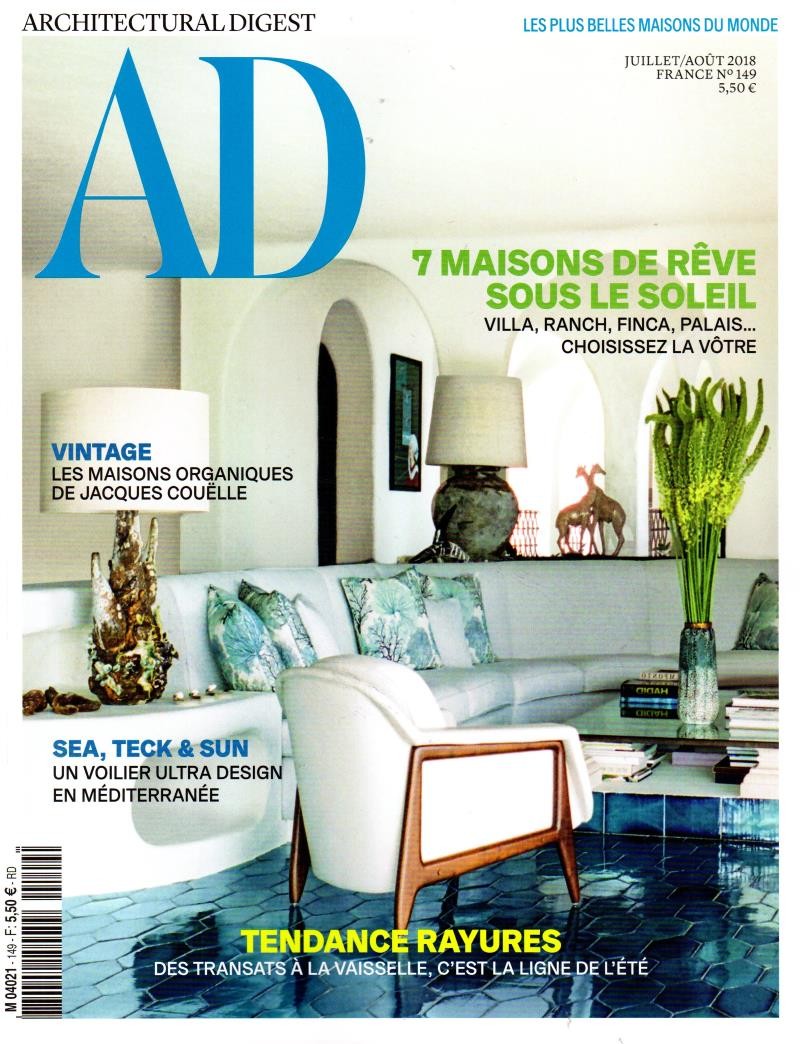 ARCHITECTURAL DIGEST
LES PLUS BELLES MAISONS DU MONDE
AD
JUILLET/AOÛT 2018
FRANCE Nº 149
5,50 €
7 MAISONS DE RÊVE
SOUS LE SOLEIL
VILLA, RANCH, FINCA, PALAIS...
CHOISISSEZ LA VÔTRE
VINTAGE
LES MAISONS ORGANIQUES
DE JACQUES COUËLLE
HADID
SEA, TECK & SUN
UN VOILIER ULTRA DESIGN
EN MÉDITERRANÉE
TENDANCE RAYURES
DES TRANSATS À LA VAISSELLE, C'EST LA LIGNE DE L'ÉTÉ
M 04021 - 149 - F: 5,50 € - RD